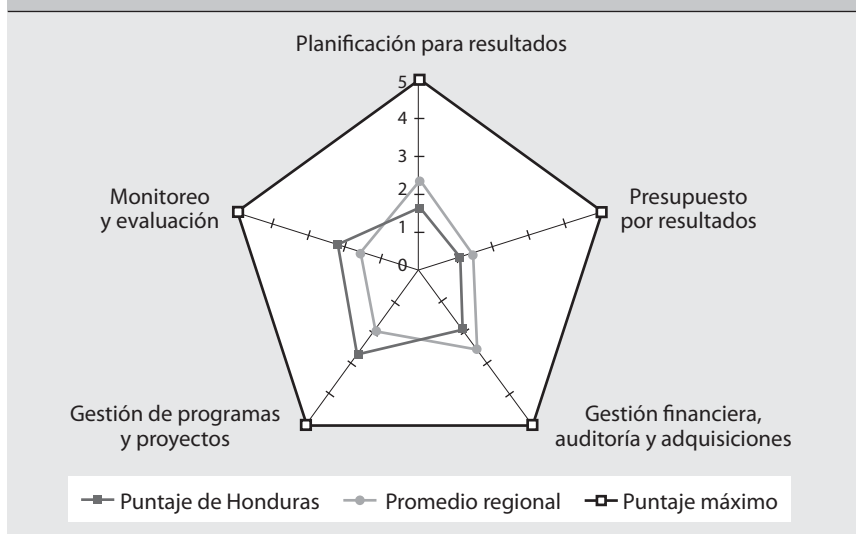 Planificación para resultados
5
4
3
2
1
0
Monitoreo
y evaluación
Presupuesto
por resultados
Gestión de programas
y proyectos
Gestión financiera,
auditoría y adquisiciones
Puntaje de Honduras
Promedio regional
Puntaje máximo